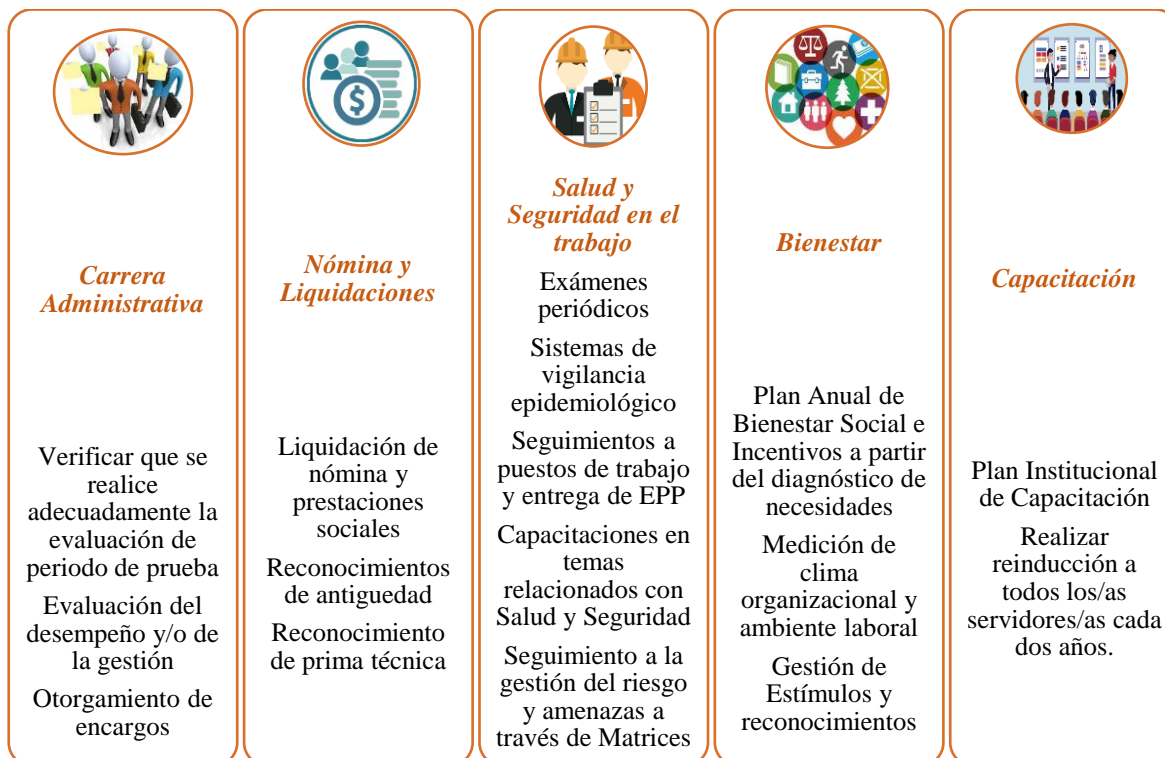 Carrera
Administrativa
Verificar que se
realice
adecuadamente la
evaluación de
periodo de prueba
Evaluación del
desempeño y/o de
la gestión
Otorgamiento de
encargos
Nómina y
Liquidaciones
Liquidación de
nómina y
prestaciones
sociales
Reconocimientos
de antiguedad
Reconocimiento
de prima técnica
Salud y
Seguridad en el
trabajo
Exámenes
periódicos
Sistemas de
vigilancia
epidemiológico
Seguimientos a
puestos de trabajo
y entrega de EPP
Capacitaciones en
temas
relacionados con
Salud y Seguridad
Seguimiento a la
gestión del riesgo
y amenazas a
través de Matrices
Bienestar
Plan Anual de
Bienestar Social e
Incentivos a partir
del diagnóstico de
necesidades
Medición de
clima
organizacional y
ambiente laboral
Gestión de
Estímulos y
reconocimientos
Capacitación
Plan Institucional
de Capacitación
Realizar
reinducción a
todos los/as
servidores/as cada
dos años.